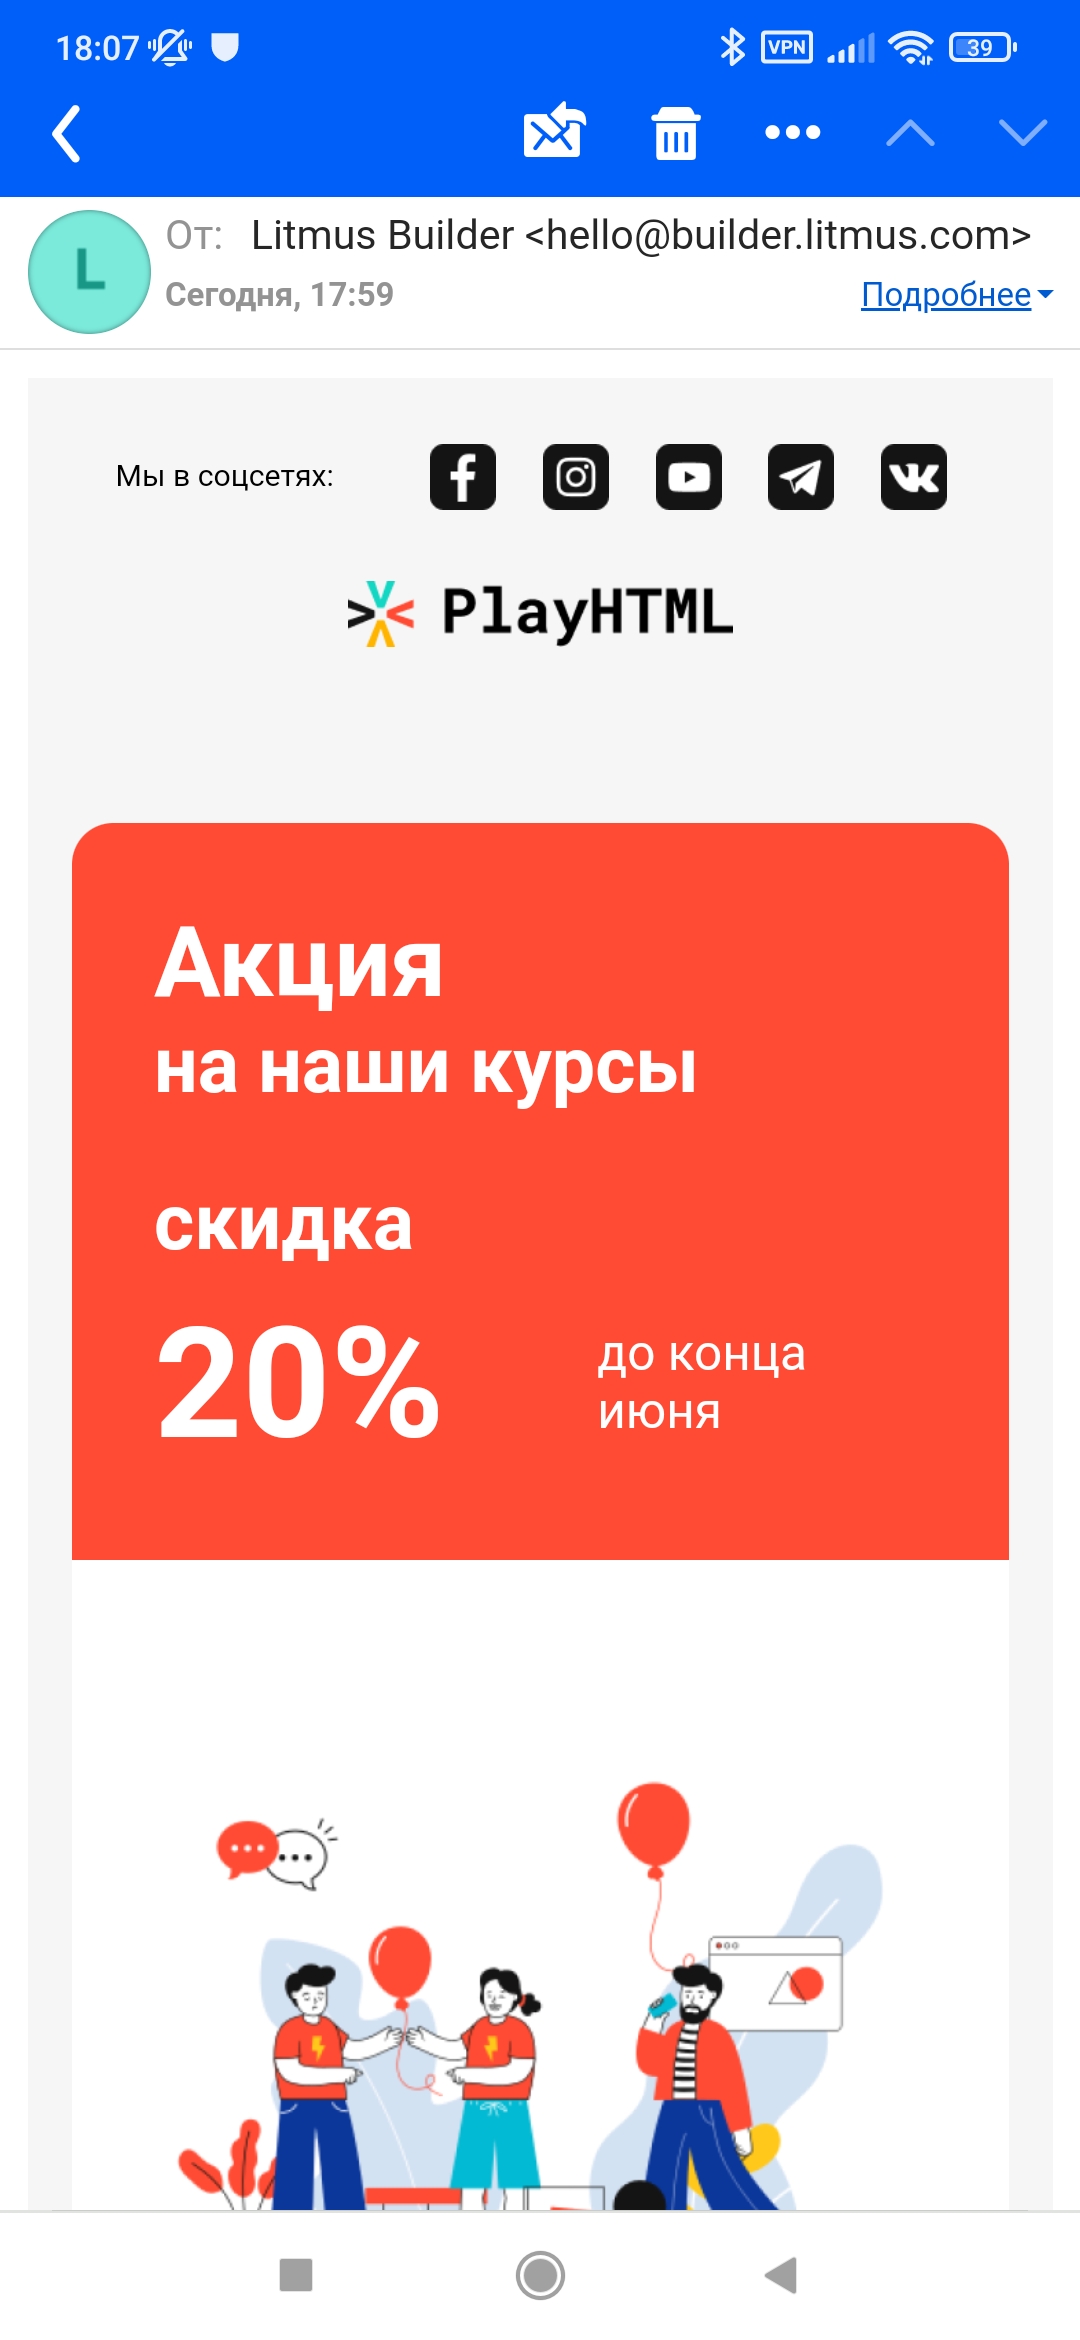 18:07
VPN
39
От: Litmus Builder <hello@builder.litmus.com>
L
Сегодня, 17:59
Подробнее
Мы в соцсетях:
PlayHTML
Акция
на наши курсы
скидка
20%
до конца
июня